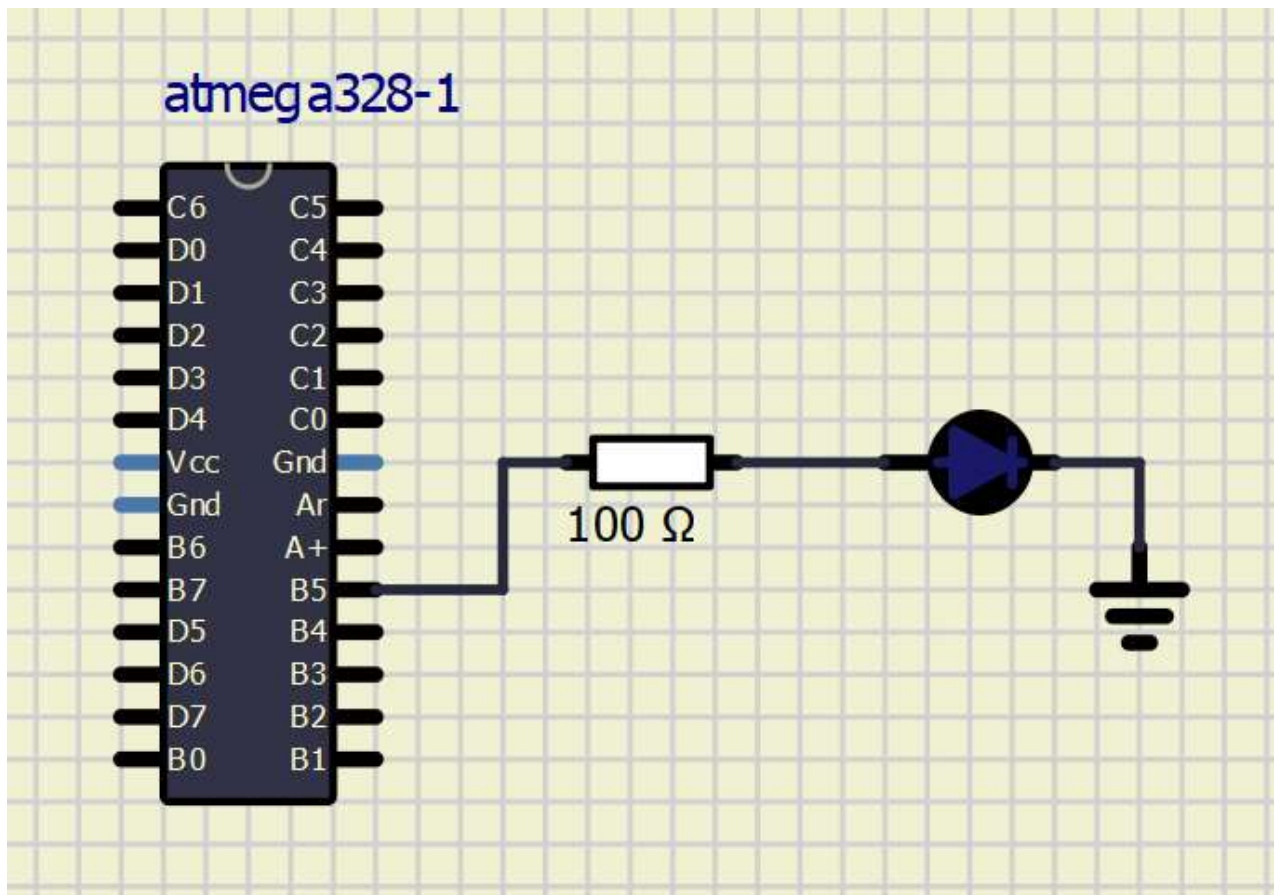 atmega328-1
C6 C5
D0 C4
D1 C3
D2 C2
D3 C1
D4 C0
Vcc Gnd
Gnd Ar
B6 A+
B7 B5
D5 B4
D6 B3
D7 B2
B0 B1
100 Ω